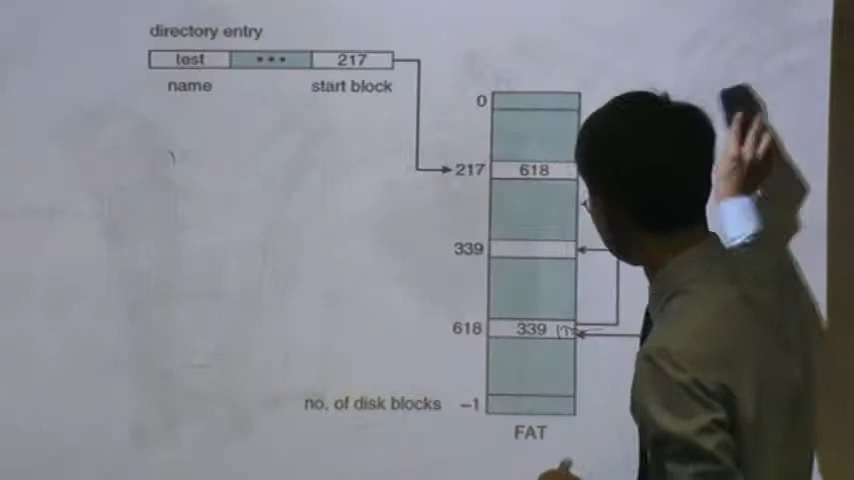 directory entry
test ••• 217
name start block
0
217 618
339
618 339
no. of disk blocks −1
FAT